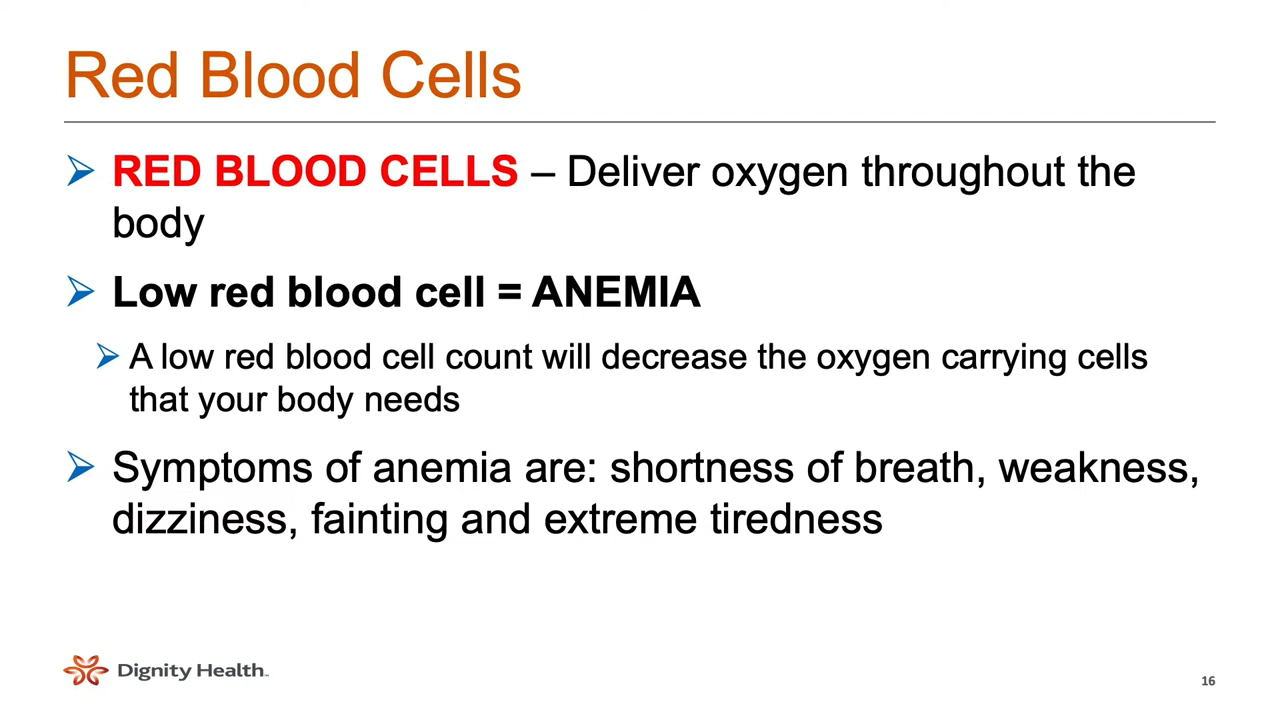 Red Blood Cells
RED BLOOD CELLS – Deliver oxygen throughout the
body
Low red blood cell = ANEMIA
A low red blood cell count will decrease the oxygen carrying cells
that your body needs
Symptoms of anemia are: shortness of breath, weakness,
dizziness, fainting and extreme tiredness
Dignity Health™
16